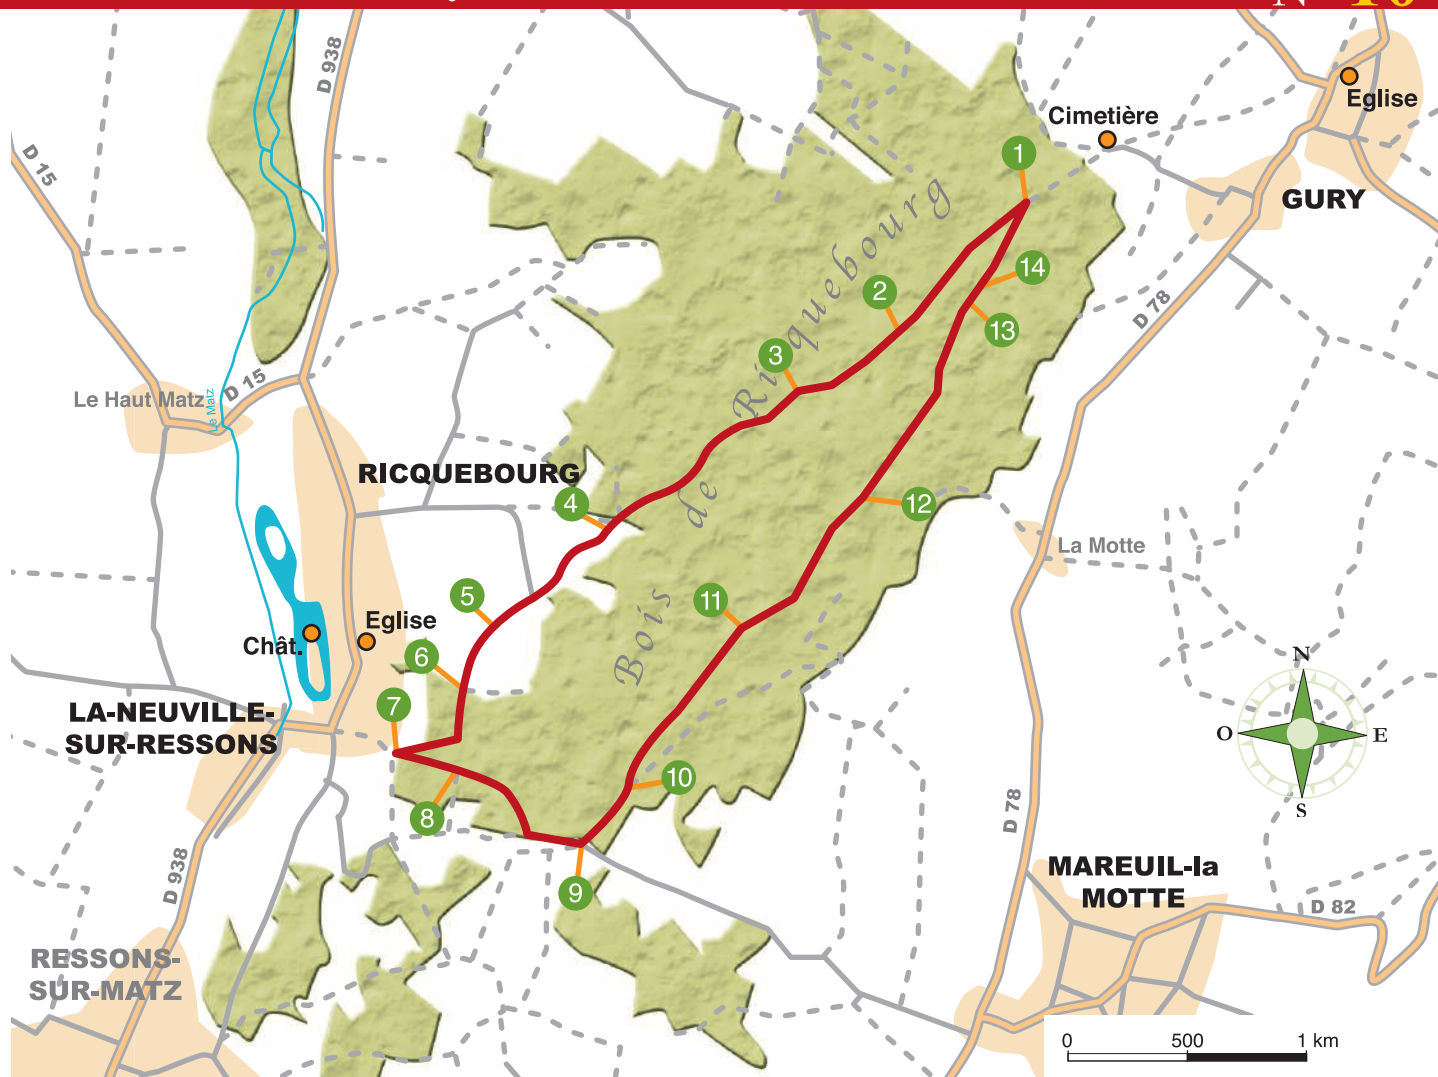 N° 10
D 938
Eglise
Cimetière
1
D 15
GURY
Bois de Ricquebourg
14
2
D 78
13
3
D 15
Le Haut Matz
Le Matz
RICQUEBOURG
4
12
La Motte
5
11
Eglise
Chât.
6
N
7
LA-NEUVILLE-
SUR-RESSONS
O
E
10
S
8
D 78
D 938
9
MAREUIL-la
MOTTE
D 82
RESSONS-
SUR-MATZ
0 500 1 km